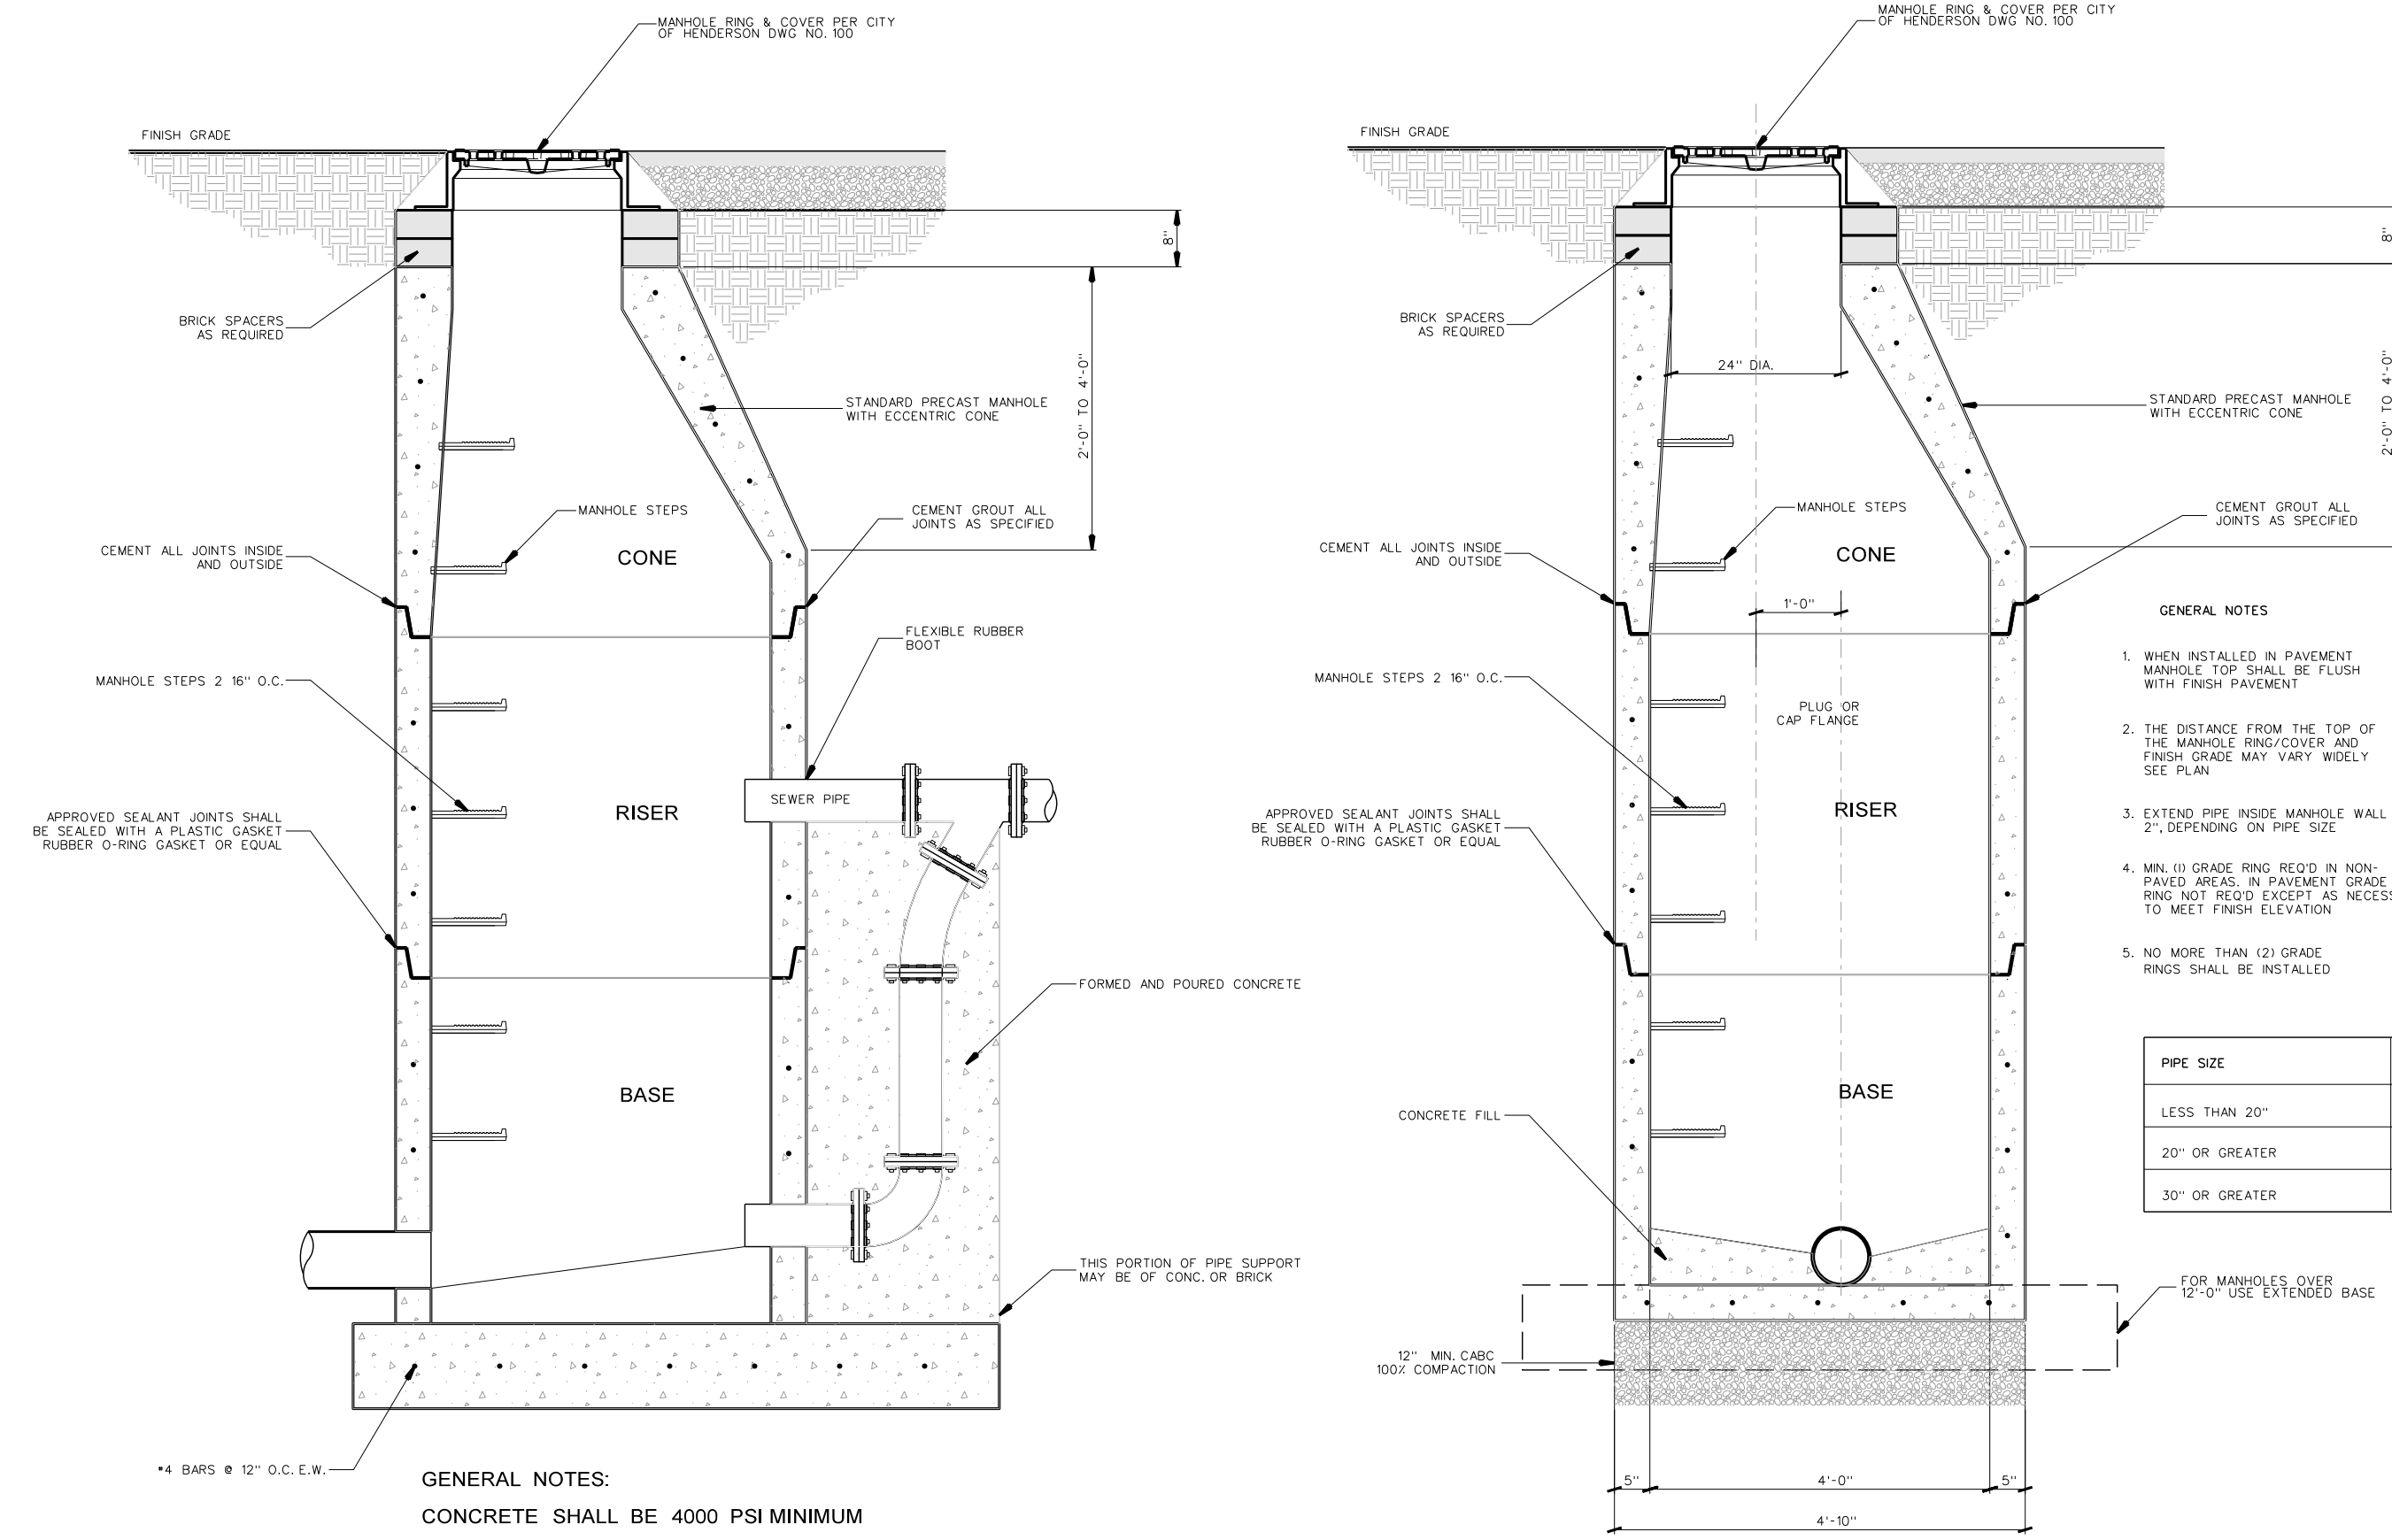 MANHOLE RING & COVER PER CITY
OF HENDERSON DWG NO. 100
FINISH GRADE
8"
BRICK SPACERS
AS REQUIRED
2'-0" TO 4'-0"
STANDARD PRECAST MANHOLE
WITH ECCENTRIC CONE
MANHOLE STEPS
CEMENT GROUT ALL
JOINTS AS SPECIFIED
CEMENT ALL JOINTS INSIDE
AND OUTSIDE
CONE
FLEXIBLE RUBBER
BOOT
MANHOLE STEPS 2 16" O.C.
SEWER PIPE
RISER
APPROVED SEALANT JOINTS SHALL
BE SEALED WITH A PLASTIC GASKET
RUBBER O-RING GASKET OR EQUAL
FORMED AND POURED CONCRETE
BASE
THIS PORTION OF PIPE SUPPORT
MAY BE OF CONC. OR BRICK
#4 BARS @ 12" O.C. E.W.
GENERAL NOTES:
CONCRETE SHALL BE 4000 PSI MINIMUM
MANHOLE RING & COVER PER CITY
OF HENDERSON DWG NO. 100
FINISH GRADE
8"
BRICK SPACERS
AS REQUIRED
24" DIA.
2'-0" TO 4'-0"
STANDARD PRECAST MANHOLE
WITH ECCENTRIC CONE
MANHOLE STEPS
CEMENT GROUT ALL
JOINTS AS SPECIFIED
CEMENT ALL JOINTS INSIDE
AND OUTSIDE
CONE
1'-0"
MANHOLE STEPS 2 16" O.C.
PLUG OR
CAP FLANGE
RISER
APPROVED SEALANT JOINTS SHALL
BE SEALED WITH A PLASTIC GASKET
RUBBER O-RING GASKET OR EQUAL
BASE
CONCRETE FILL
FOR MANHOLES OVER
12'-0" USE EXTENDED BASE
12" MIN. CABC
100% COMPACTION
5"
4'-0"
5"
4'-10"
GENERAL NOTES
1. WHEN INSTALLED IN PAVEMENT
MANHOLE TOP SHALL BE FLUSH
WITH FINISH PAVEMENT
2. THE DISTANCE FROM THE TOP OF
THE MANHOLE RING/COVER AND
FINISH GRADE MAY VARY WIDELY
SEE PLAN
3. EXTEND PIPE INSIDE MANHOLE WALL
2", DEPENDING ON PIPE SIZE
4. MIN. (1) GRADE RING REQ'D IN NON-
PAVED AREAS. IN PAVEMENT GRADE
RING NOT REQ'D EXCEPT AS
TO MEET FINISH ELEVATION
5. NO MORE THAN (2) GRADE
RINGS SHALL BE INSTALLED
PIPE SIZE
LESS THAN 20"
20" OR GREATER
30" OR GREATER